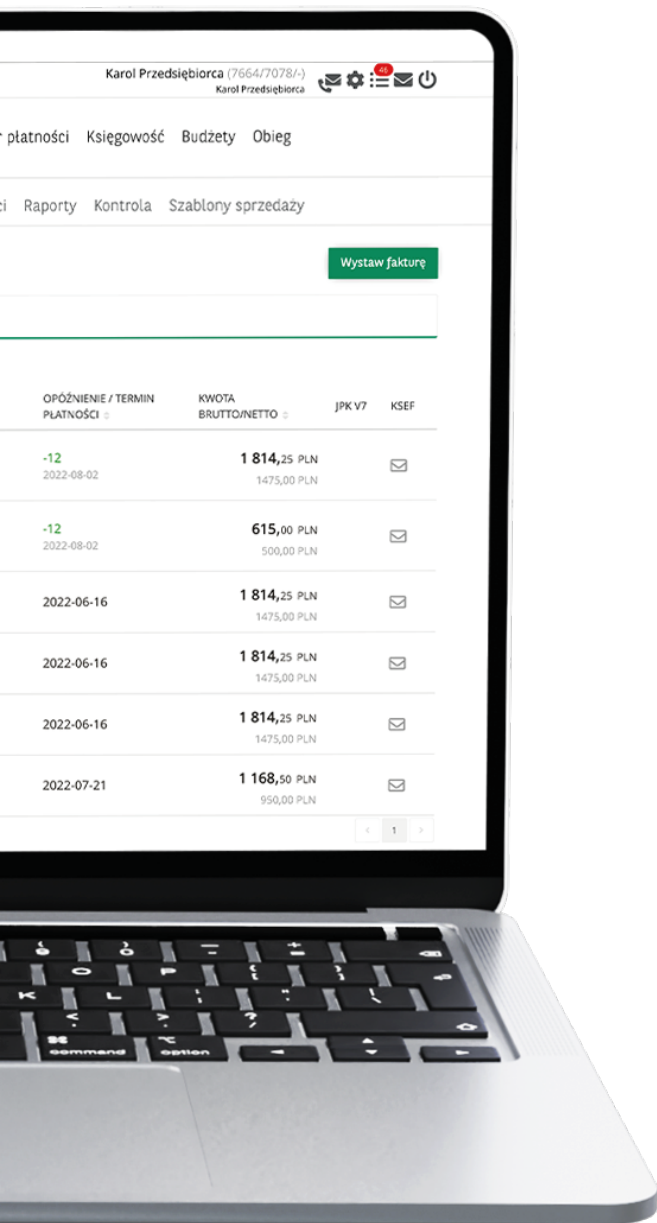 Karol Przedsiębiorca (7664/7078/-)
Karol Przedsiębiorca
46
płatności Księgowość Budżety Obieg
Raporty Kontrola Szablony sprzedaży
Wystaw fakturę
OPÓŹNIENIE / TERMIN
PŁATNOŚCI
KWOTA
BRUTTO/NETTO
JPK V7 KSEF
-12
2022-08-02
1 814,25 PLN
1475,00 PLN
-12
2022-08-02
615,00 PLN
500,00 PLN
2022-06-16
1 814,25 PLN
1475,00 PLN
2022-06-16
1 814,25 PLN
1475,00 PLN
2022-06-16
1 814,25 PLN
1475,00 PLN
2022-07-21
1 168,50 PLN
950,00 PLN
< 1 >
O P { }
K L : "
> ?
command option